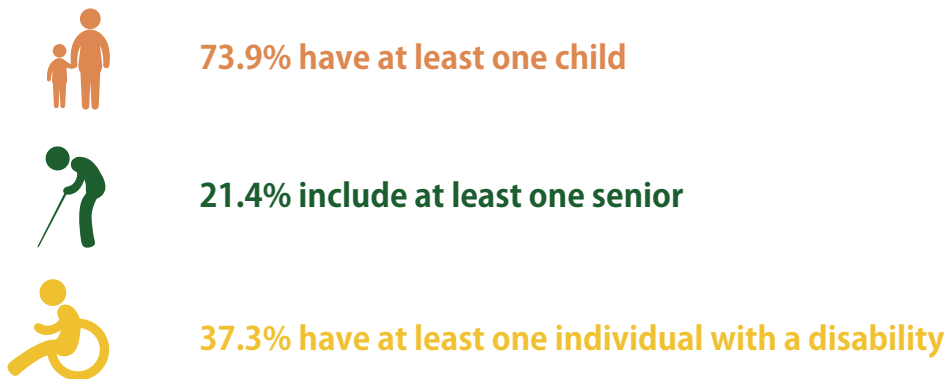 73.9% have at least one child
21.4% include at least one senior
37.3% have at least one individual with a disability